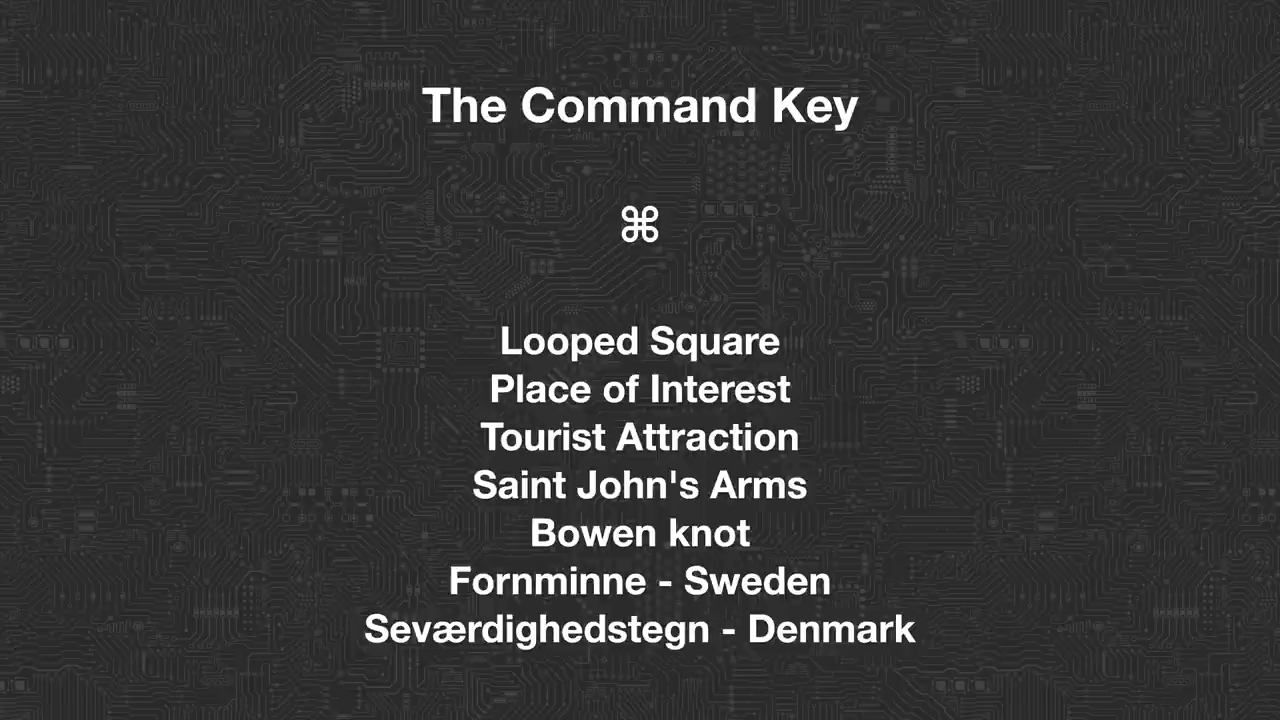 The Command Key
⌘
Looped Square
Place of Interest
Tourist Attraction
Saint John's Arms
Bowen knot
Fornminne - Sweden
Seværdighedstegn - Denmark